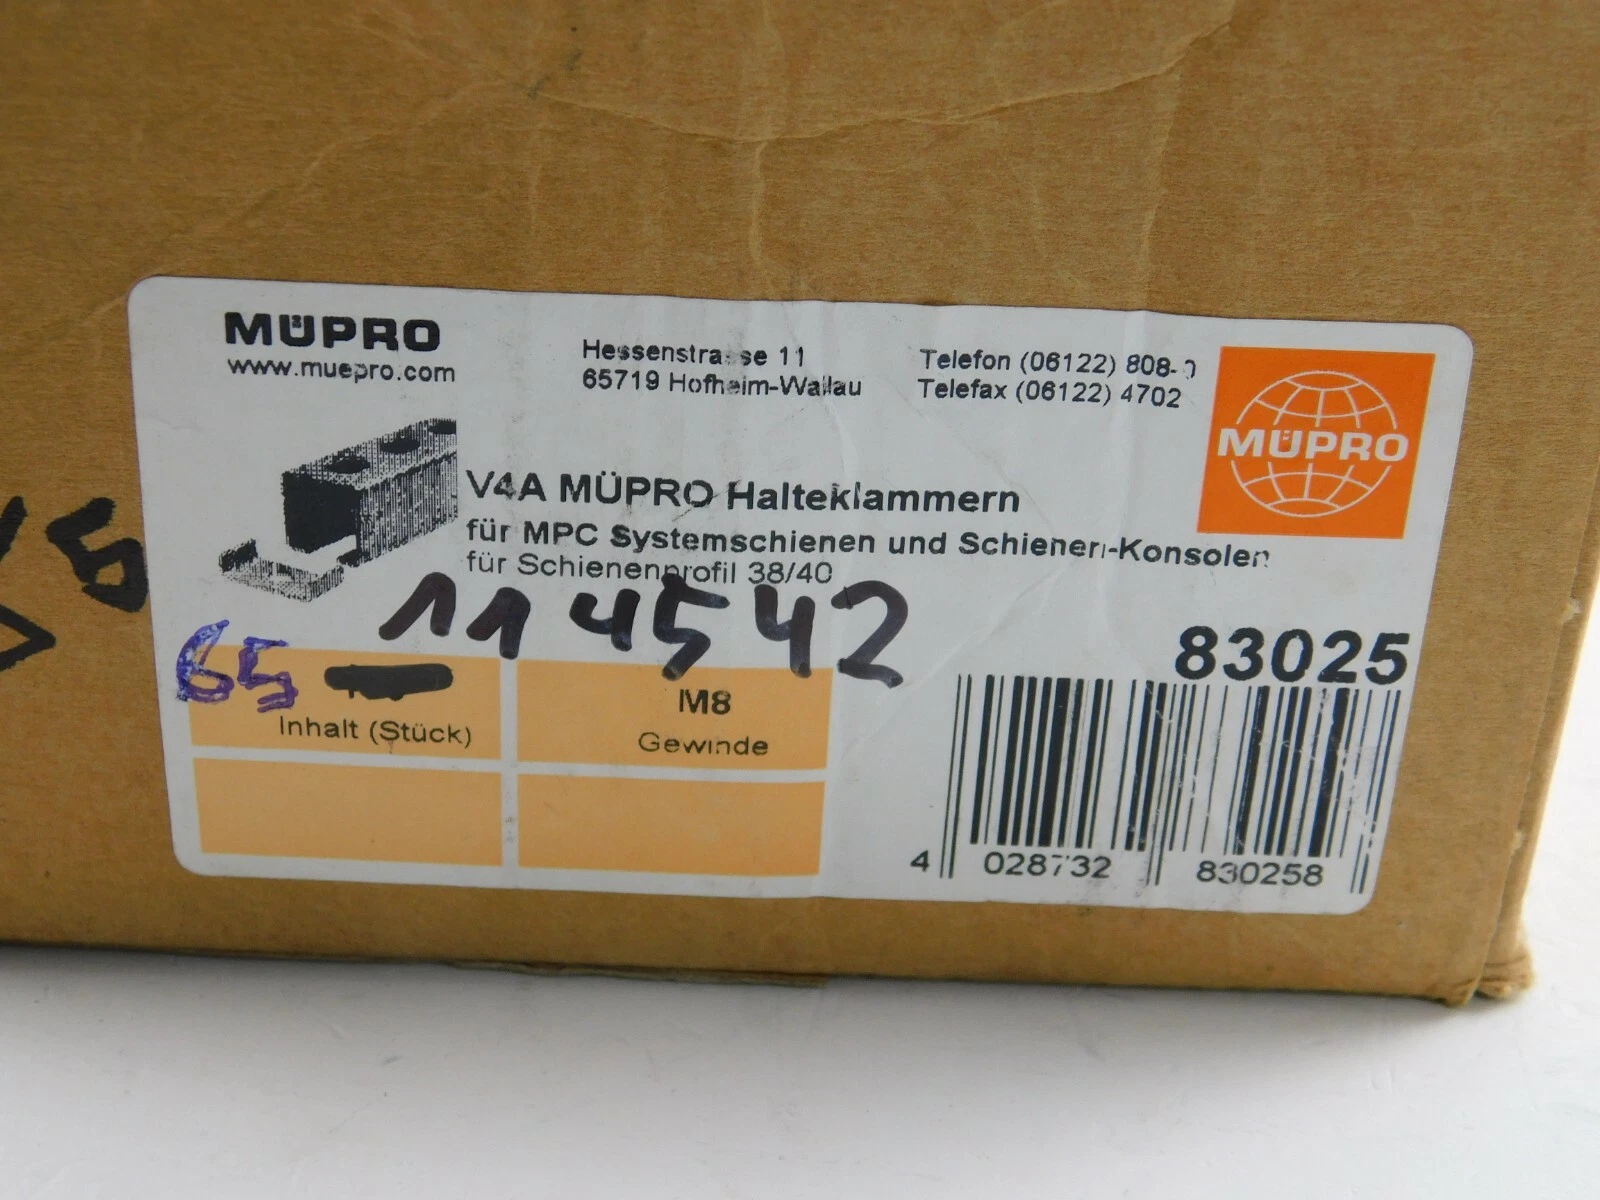 MÜPRO
www.muepro.com
Hessenstrasse 11
65719 Hofheim-Wallau
Telefon (06122) 808-0
Telefax (06122) 4702
MÜPRO
V4A MÜPRO Halteklammern
für MPC Systemschienen und Schienen-Konsolen
für Schienenprofil 38/40
114542
83025
65
Inhalt (Stück)
M8
Gewinde
4 028732 830258